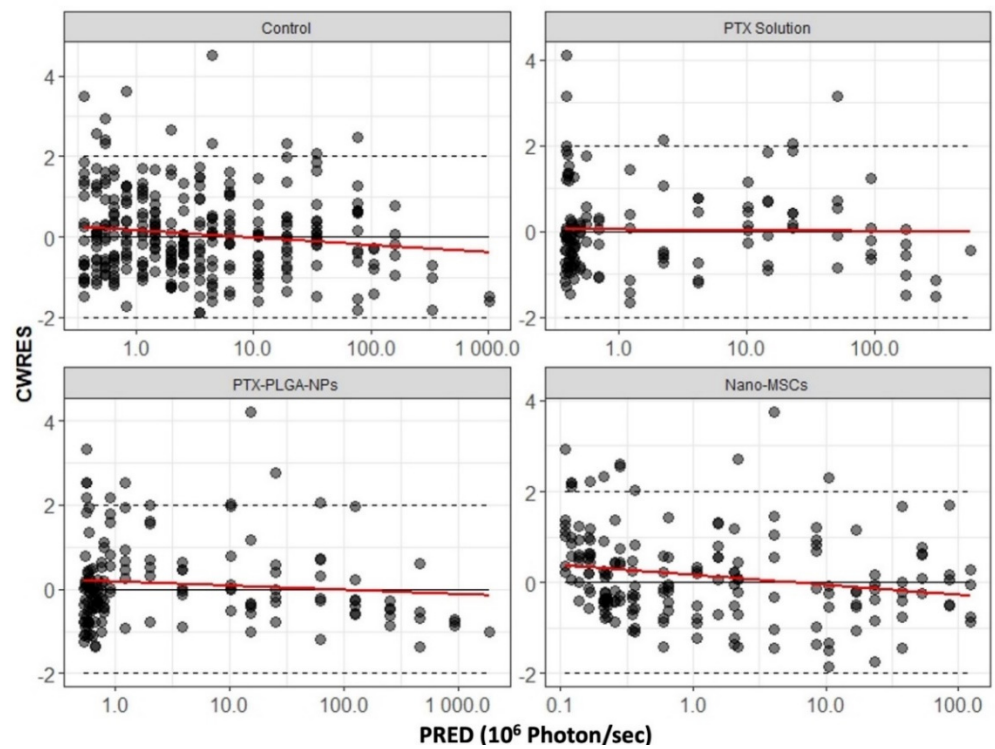 Control
PTX Solution
4
2
0
-2
1.0 10.0 100.0 1 000.0
4
2
0
-2
1.0 10.0 100.0
CWRES
PTX-PLGA-NPs
Nano-MSCs
4
2
0
-2
1.0 10.0 100.0 1 000.0
4
2
0
-2
0.1 1.0 10.0 100.0
PRED (10⁶ Photon/sec)